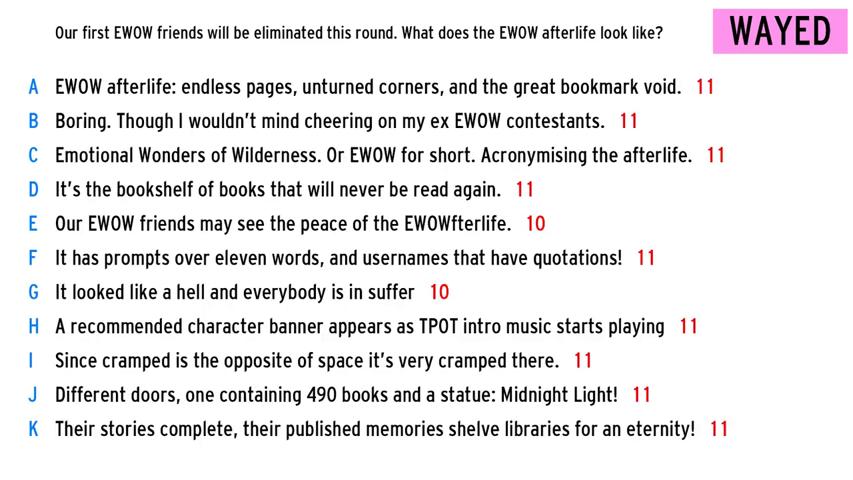 Our first EWOW friends will be eliminated this round. What does the EWOW afterlife look like?
WAYED
A EWOW afterlife: endless pages, unturned corners, and the great bookmark void. 11
B Boring. Though I wouldn't mind cheering on my ex EWOW contestants. 11
C Emotional Wonders of Wilderness. Or EWOW for short. Acronymising the afterlife. 11
D It's the bookshelf of books that will never be read again. 11
E Our EWOW friends may see the peace of the EWOWfterlife. 10
F It has prompts over eleven words, and usernames that have quotations! 11
G It looked like a hell and everybody is in suffer 10
H A recommended character banner appears as TPOT intro music starts playing 11
I Since cramped is the opposite of space it's very cramped there. 11
J Different doors, one containing 490 books and a statue: Midnight Light! 11
K Their stories complete, their published memories shelve libraries for an eternity! 11